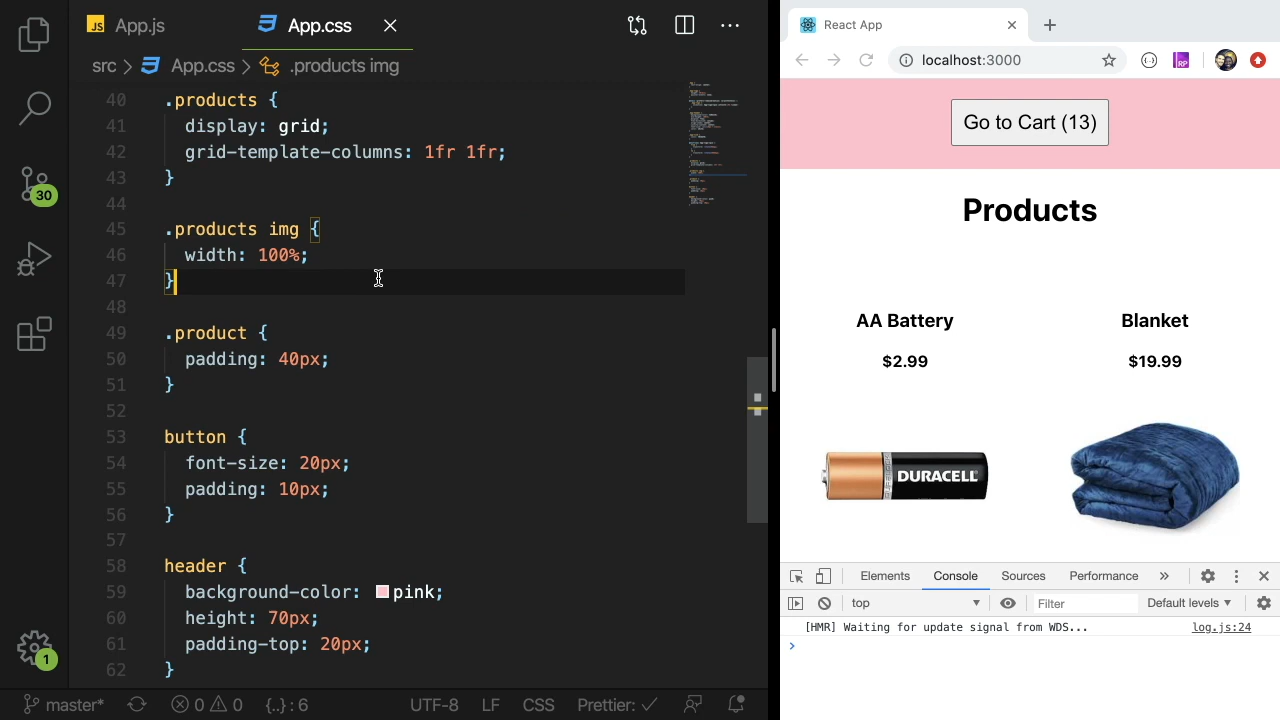 JS App.js
App.css
src > App.css > .products img
40 .products {
41 display: grid;
42 grid-template-columns: 1fr 1fr;
43 }
44
45 .products img {
46 width: 100%;
47 }
48
49 .product {
50 padding: 40px;
51 }
52
53 button {
54 font-size: 20px;
55 padding: 10px;
56 }
57
58 header {
59 background-color: pink;
60 height: 70px;
61 padding-top: 20px;
62 }
30
1
master* 0 0 {..}: 6 UTF-8 LF CSS Prettier: ✓
React App
localhost:3000
RP
Go to Cart (13)
Products
AA Battery
$2.99
Blanket
$19.99
DURACELL
Elements Console Sources Performance »
top Filter Default levels ▼
[HMR] Waiting for update signal from WDS... log.js:24